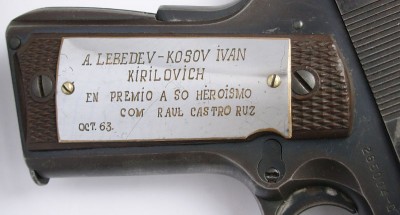 A. LEBEDEV-KOSOV IVAN
KIRILOVICH
EN PREMIO A SO HEROISMO
COM RAUL CASTRO RUZ
OCT. 63.